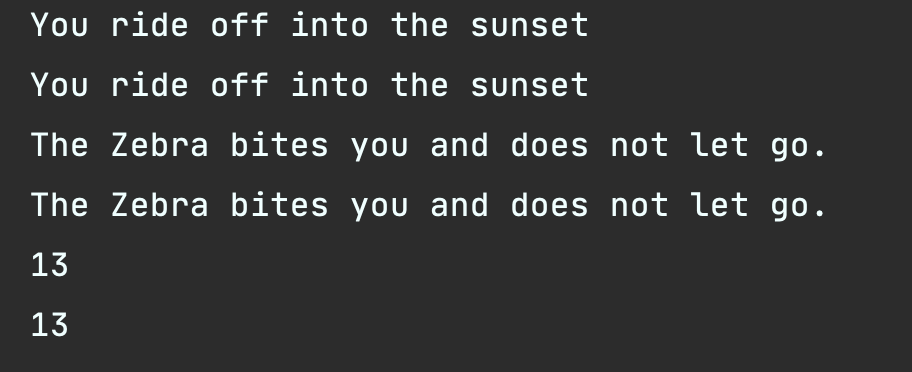 You ride off into the sunset
You ride off into the sunset
The Zebra bites you and does not let go.
The Zebra bites you and does not let go.
13
13